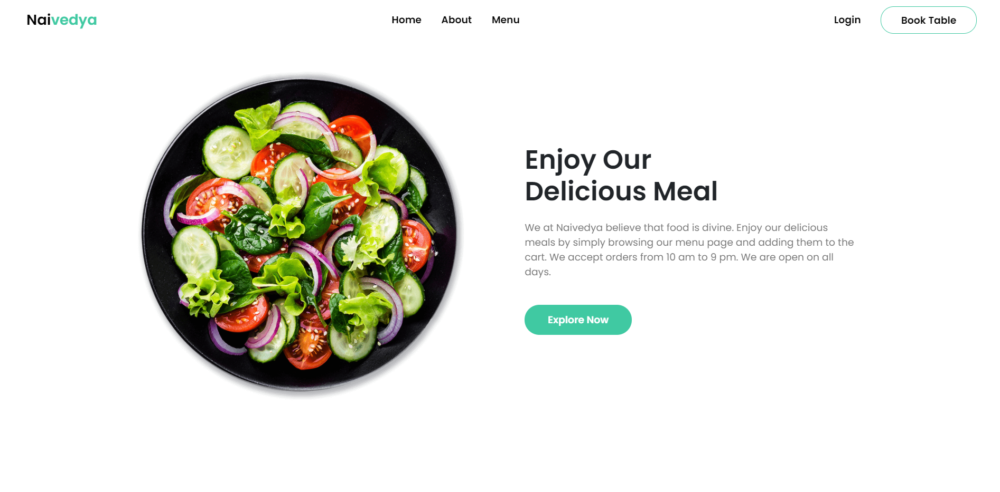 Naivedya
Home About Menu
Login Book Table
Enjoy Our
Delicious Meal
We at Naivedya believe that food is divine. Enjoy our delicious
meals by simply browsing our menu page and adding them to the
cart. We accept orders from 10 am to 9 pm. We are open on all
days.
Explore Now